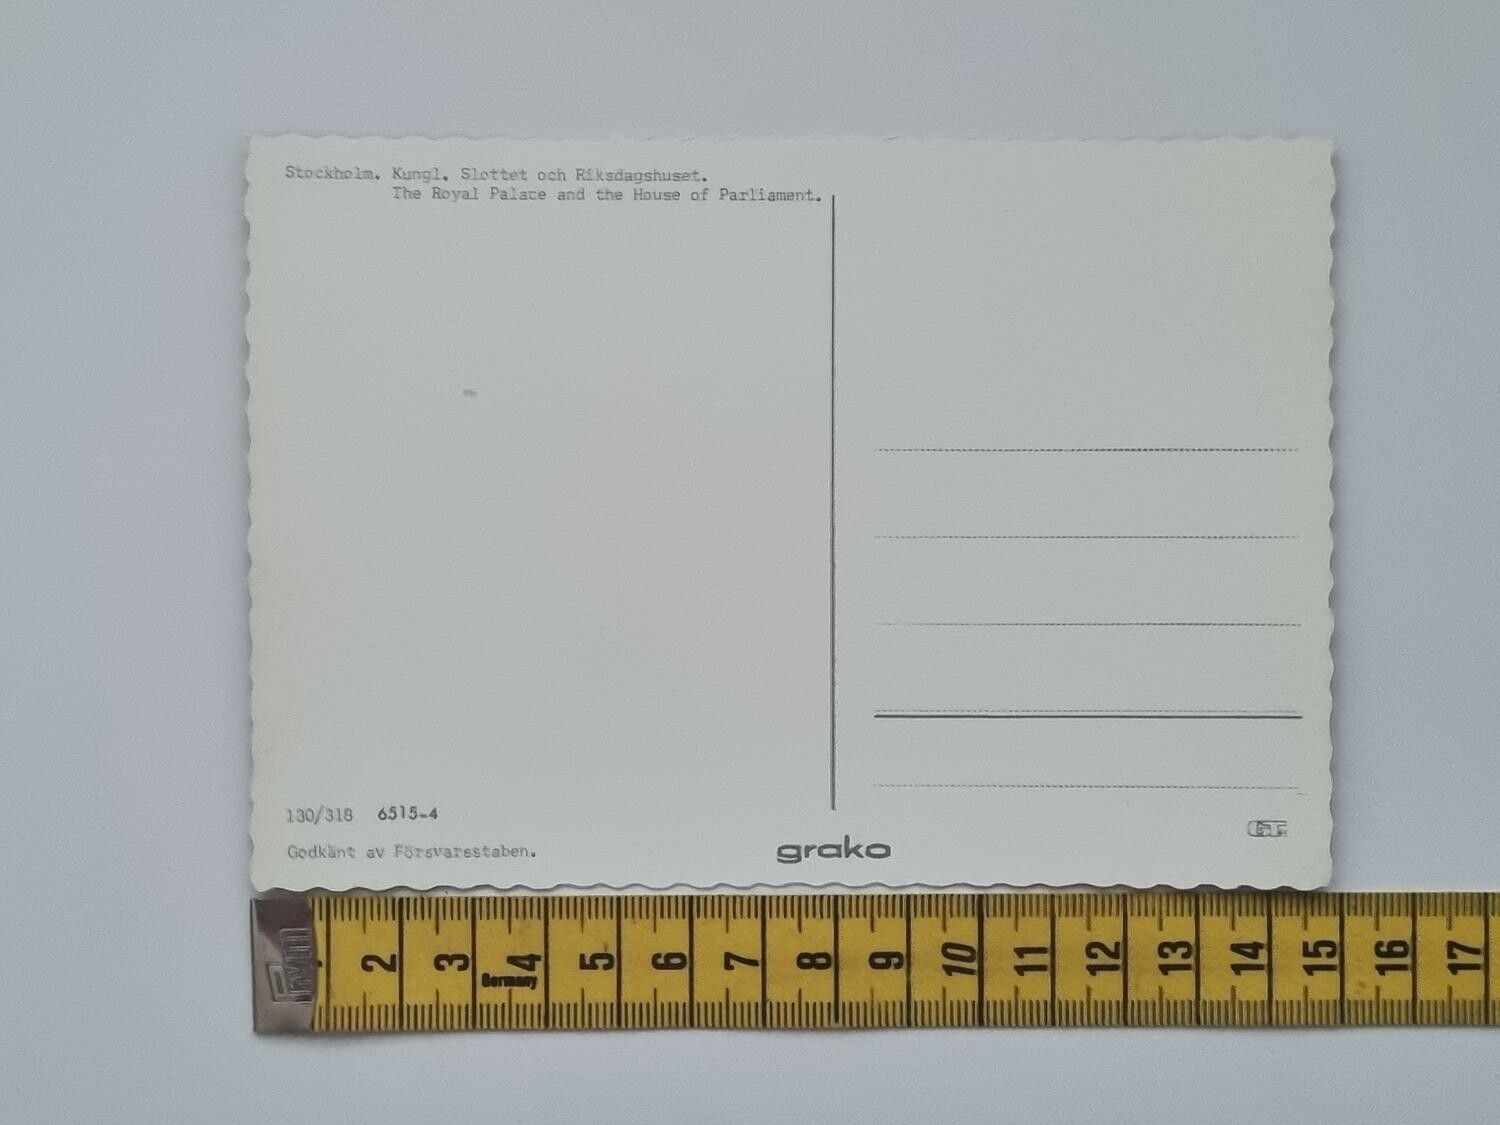 Stockholm. Kungl. Slottet och Riksdagshuset.
The Royal Palace and the House of Parliament.
130/318 6515-4
Godkänt av Försvarsstaben.
grako
GT.
Prym
2 3 4 5 6 7 8 9 10 11 12 13 14 15 16 17
Germany